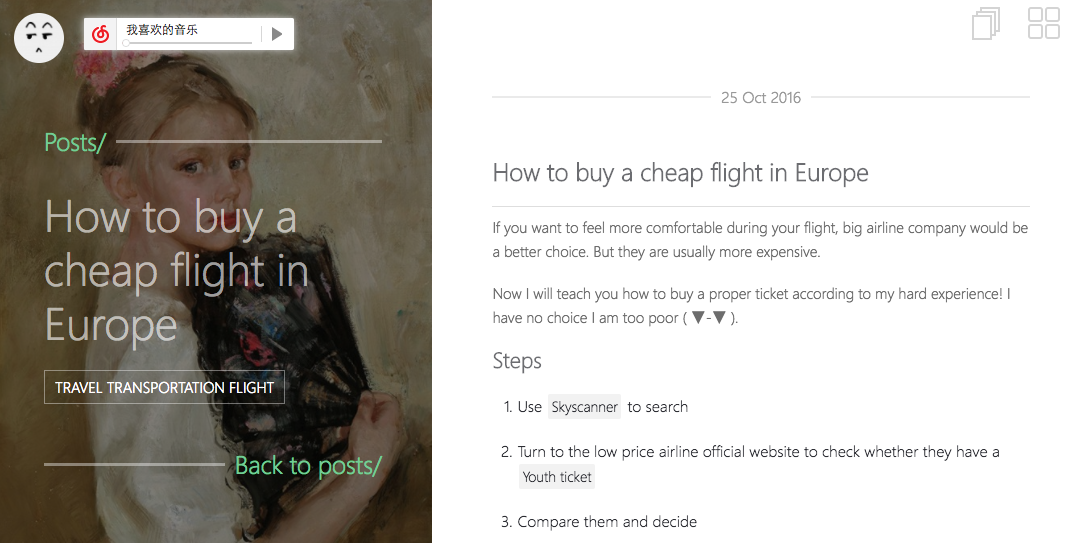 我喜欢的音乐
Posts/
How to buy a
cheap flight in
Europe
TRAVEL TRANSPORTATION FLIGHT
Back to posts/
25 Oct 2016
How to buy a cheap flight in Europe
If you want to feel more comfortable during your flight, big airline company would be
a better choice. But they are usually more expensive.
Now I will teach you how to buy a proper ticket according to my hard experience! I
have no choice I am too poor ( ▼-▼ ).
Steps
1. Use Skyscanner to search
2. Turn to the low price airline official website to check whether they have a
Youth ticket
3. Compare them and decide